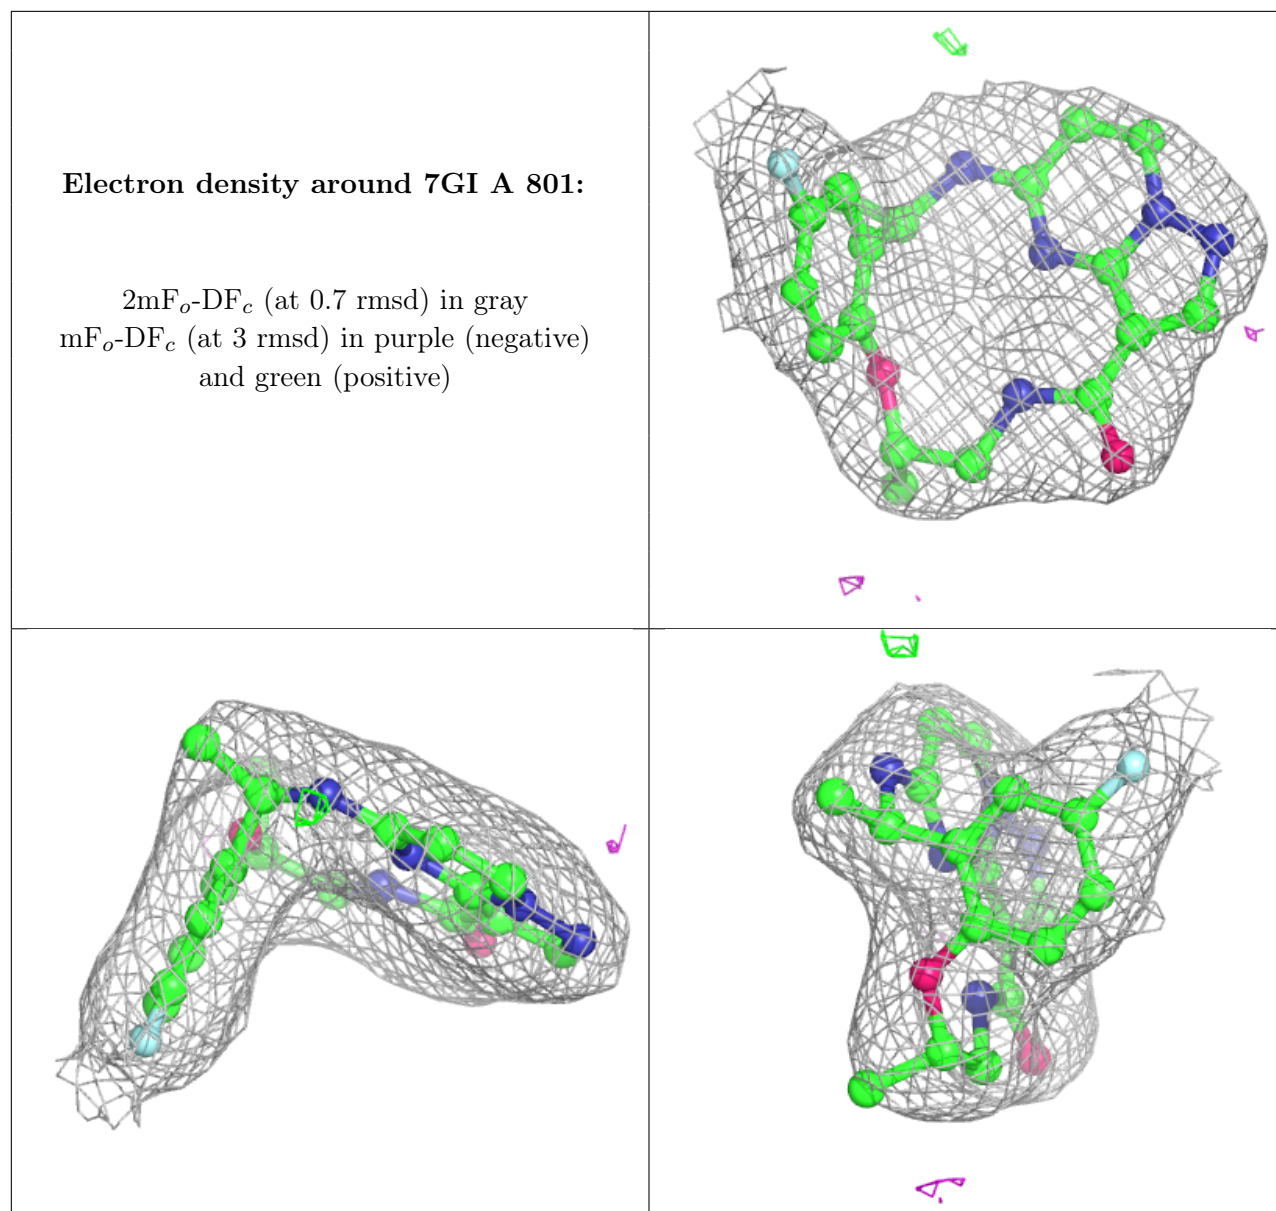 Electron density around 7GI A 801:
2mFo-DFc (at 0.7 rmsd) in gray
mFo-DFc (at 3 rmsd) in purple (negative)
and green (positive)